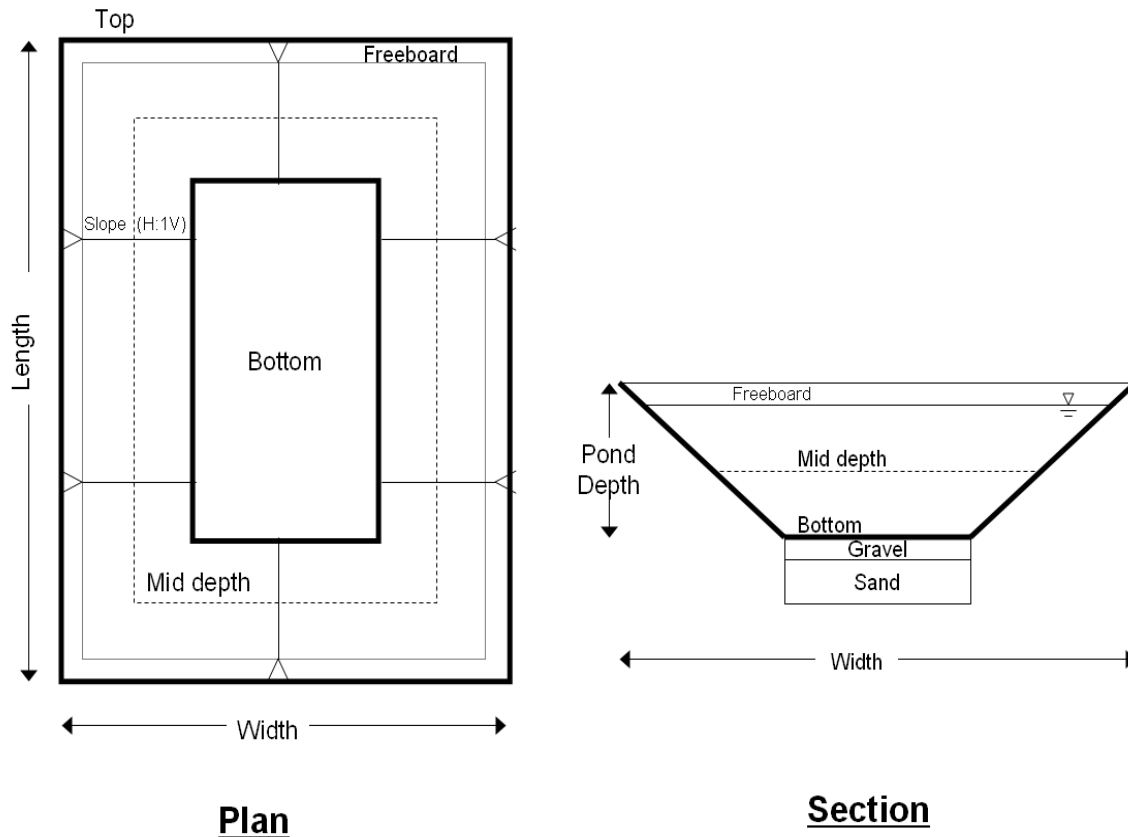 Top
Freeboard
Slope (H:1V)
Length
Bottom
Mid depth
Width
Plan
Freeboard
Pond
Depth
Mid depth
Bottom
Gravel
Sand
Width
Section